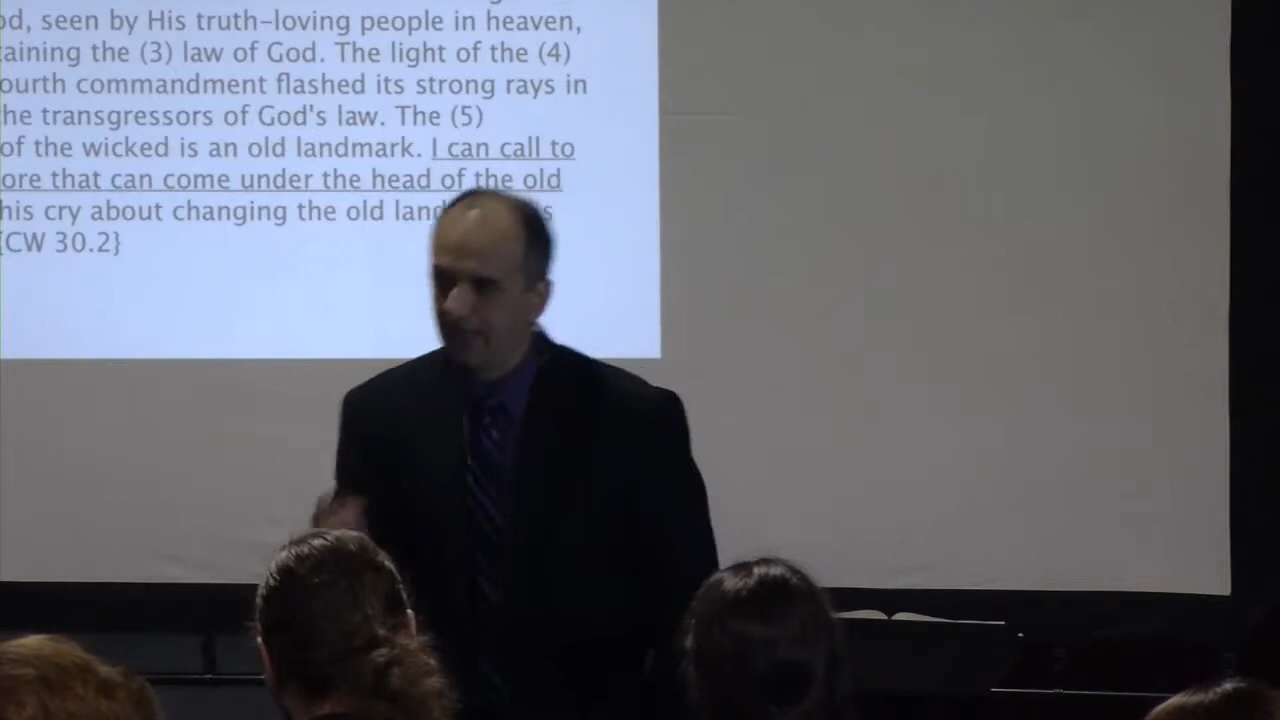 od, seen by His truth-loving people in heaven,
aining the (3) law of God. The light of the (4)
ourth commandment flashed its strong rays in
he transgressors of God's law. The (5)
of the wicked is an old landmark. I can call to
ore that can come under the head of the old
his cry about changing the old land s
{CW 30.2}